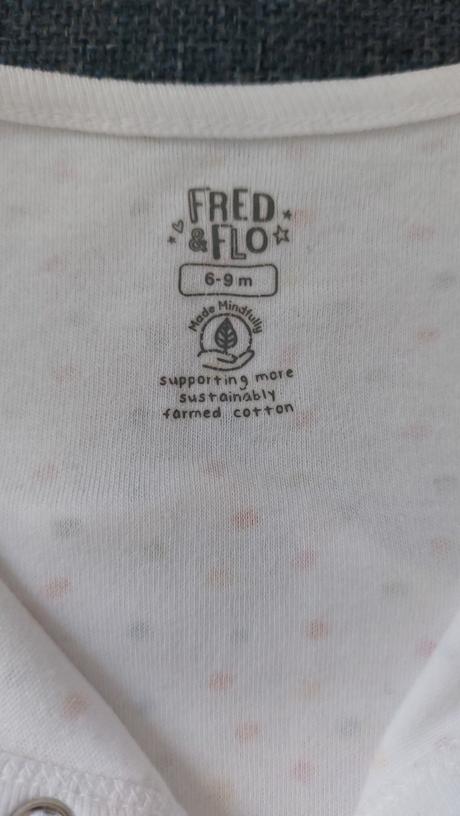 FRED
&FLO
6-9 m
Made Mindfully
supporting more
sustainably
farmed cotton